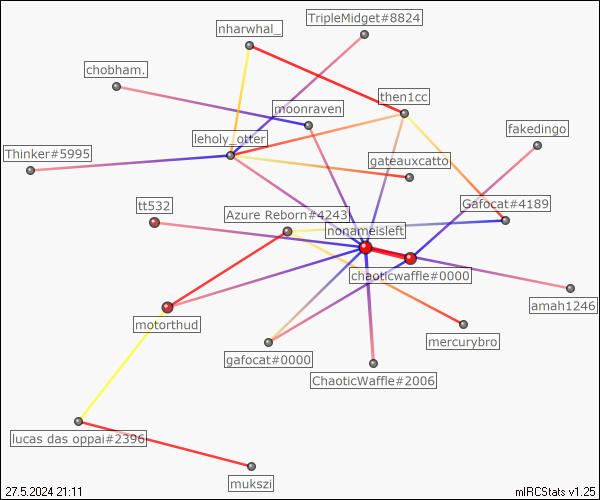 TripleMidget#8824
nharwhal_
chobham.
then1cc
moonraven
fakedingo
leholy_otter
Thinker#5995
gateauxcatto
tt532
Gafocat#4189
Azure Reborn#4243
nonameisleft
chaoticwaffle#0000
amah1246
motorthud
mercurybro
gafocat#0000
ChaoticWaffle#2006
lucas das oppai#2396
mukszi
27.5.2024 21:11
mIRCStats v1.25